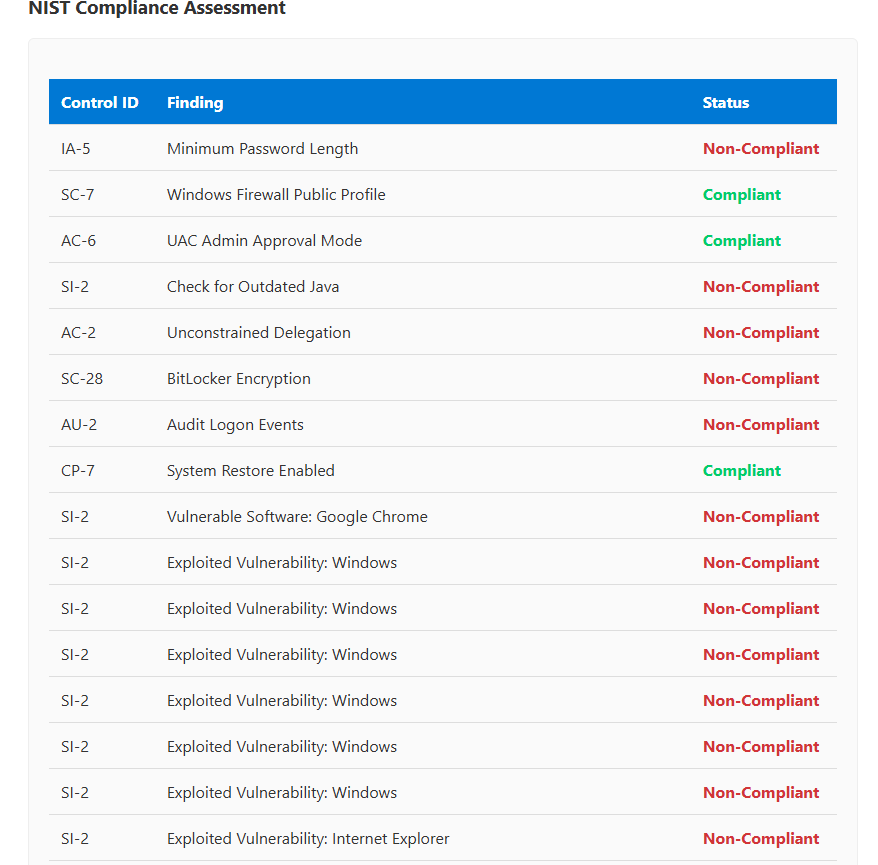 NIST Compliance Assessment
Control ID Finding Status
IA-5 Minimum Password Length Non-Compliant
SC-7 Windows Firewall Public Profile Compliant
AC-6 UAC Admin Approval Mode Compliant
SI-2 Check for Outdated Java Non-Compliant
AC-2 Unconstrained Delegation Non-Compliant
SC-28 BitLocker Encryption Non-Compliant
AU-2 Audit Logon Events Non-Compliant
CP-7 System Restore Enabled Compliant
SI-2 Vulnerable Software: Google Chrome Non-Compliant
SI-2 Exploited Vulnerability: Windows Non-Compliant
SI-2 Exploited Vulnerability: Windows Non-Compliant
SI-2 Exploited Vulnerability: Windows Non-Compliant
SI-2 Exploited Vulnerability: Windows Non-Compliant
SI-2 Exploited Vulnerability: Windows Non-Compliant
SI-2 Exploited Vulnerability: Windows Non-Compliant
SI-2 Exploited Vulnerability: Internet Explorer Non-Compliant